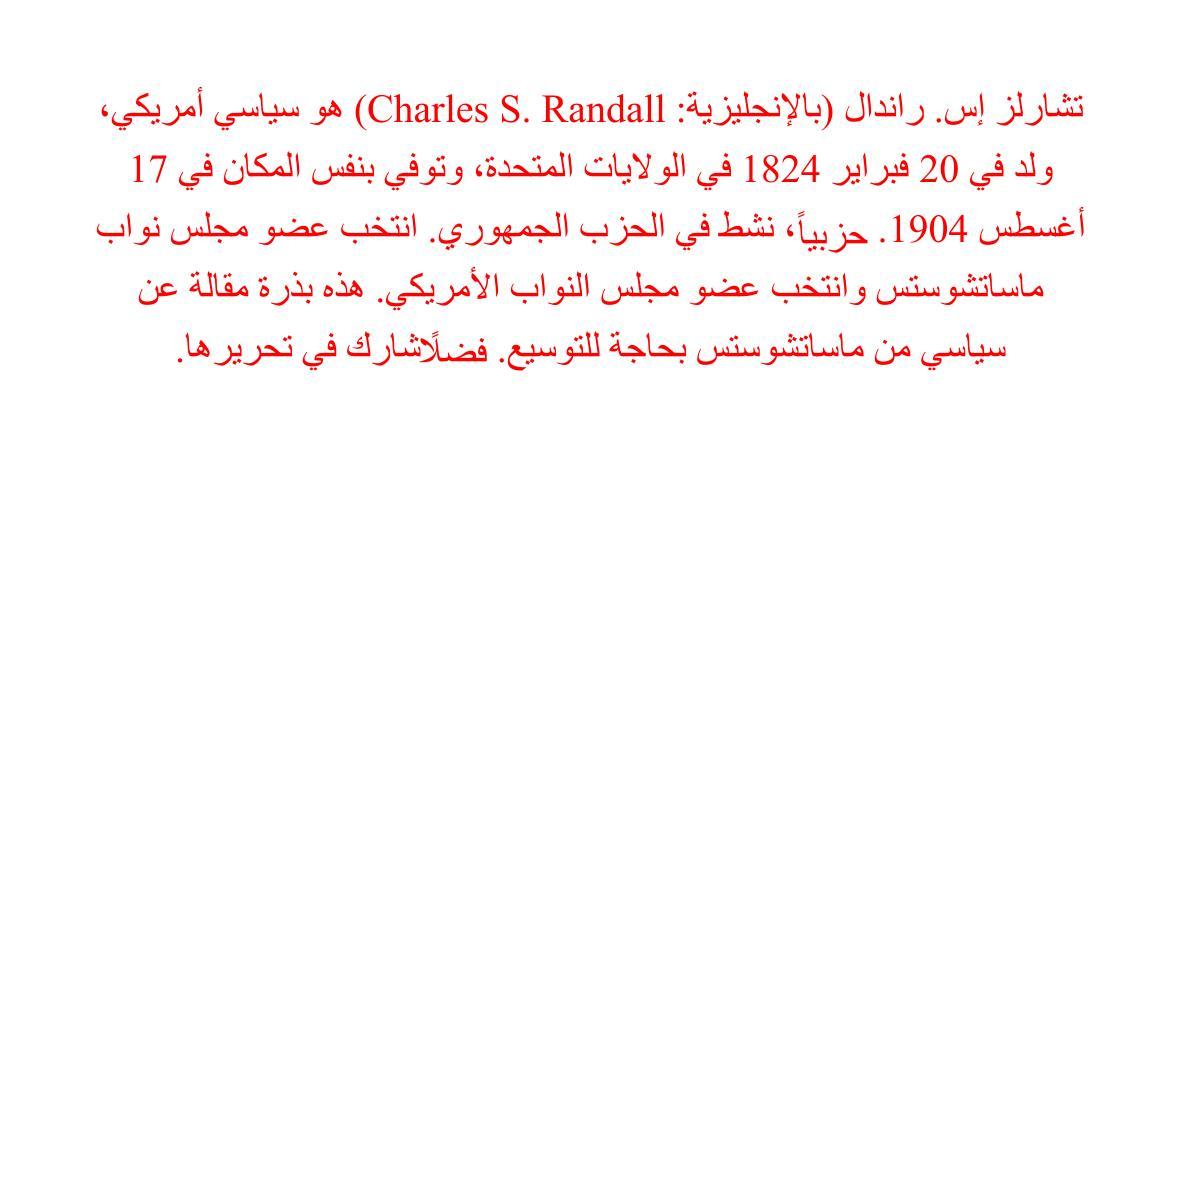 تشارلز إس. راندال (بالإنجليزية: Charles S. Randall) هو سياسي أمريكي،
ولد في 20 فبراير 1824 في الولايات المتحدة، وتوفي بنفس المكان في 17
أغسطس 1904. حزبياً، نشط في الحزب الجمهوري. انتخب عضو مجلس نواب
ماساتشوستس وانتخب عضو مجلس النواب الأمريكي. هذه بذرة مقالة عن
سياسي من ماساتشوستس بحاجة للتوسيع. فضلًاشارك في تحريرها.